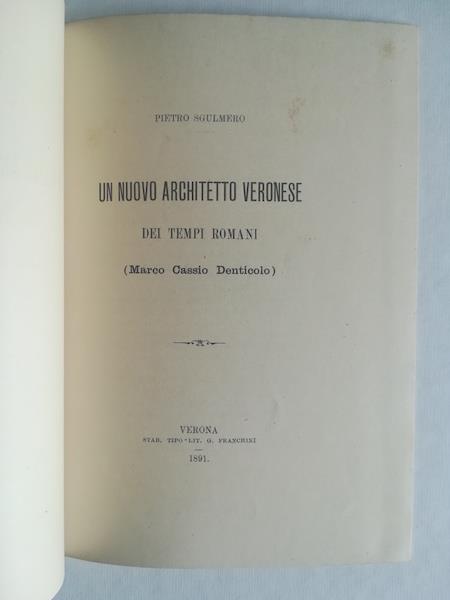 PIETRO SGULMERO
UN NUOVO ARCHITETTO VERONESE
DEI TEMPI ROMANI
(Marco Cassio Denticolo)
VERONA
STAB. TIPO-LIT. G. FRANCHINI
1891.